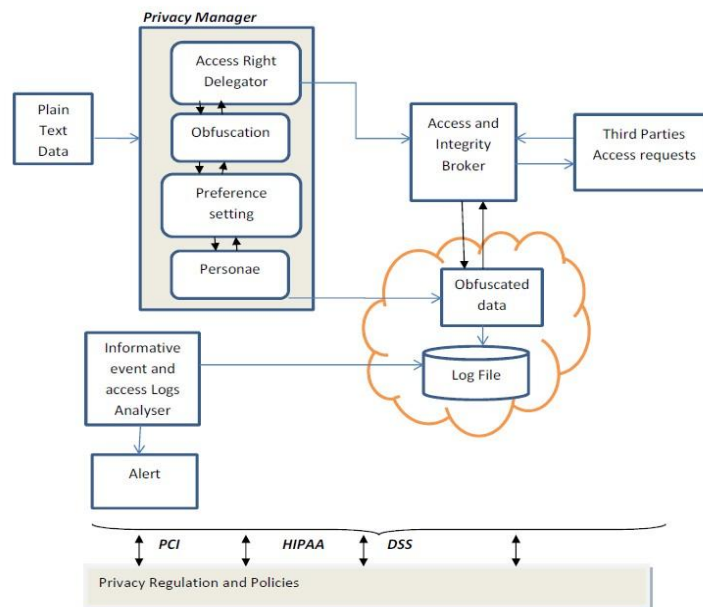 Privacy Manager
Access Right
Delegator
Plain
Text
Data
Obfuscation
Access and
Integrity
Broker
Third Parties
Access requests
Preference
setting
Personae
Obfuscated
data
Informative
event and
access Logs
Analyser
Log File
Alert
PCI
HIPAA
DSS
Privacy Regulation and Policies